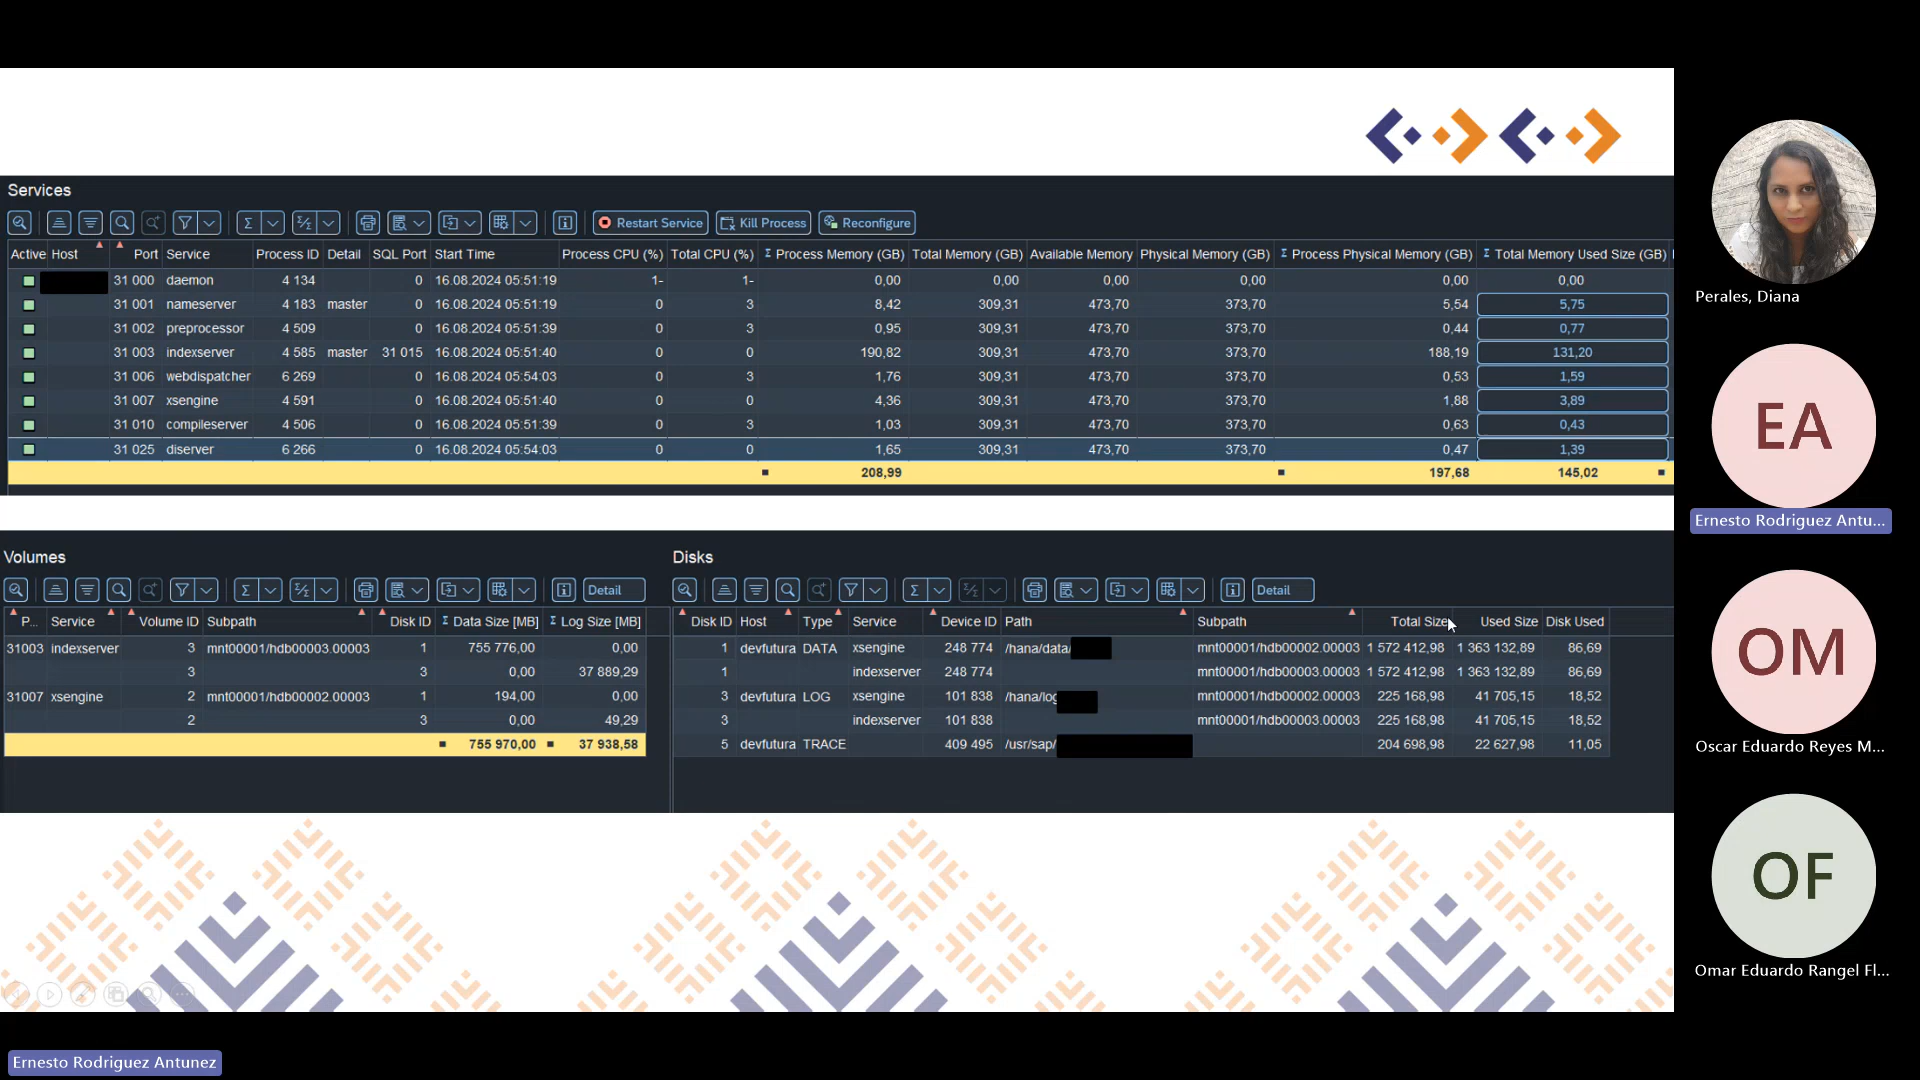 Services
Restart Service Kill Process Reconfigure
Active Host Port Service Process ID Detail SQL Port Start Time Process CPU (%) Total CPU (%) Σ Process Memory (GB) Total Memory (GB) Available Memory Physical Memory (GB) Σ Process Physical Memory (GB) Σ Total Memory Used Size (GB)
31 000 daemon 4 134 0 16.08.2024 05:51:19 1- 1- 0,00 0,00 0,00 0,00 0,00 0,00
31 001 nameserver 4 183 master 0 16.08.2024 05:51:19 0 3 8,42 309,31 473,70 373,70 5,54 5,75
31 002 preprocessor 4 509 0 16.08.2024 05:51:39 0 3 0,95 309,31 473,70 373,70 0,44 0,77
31 003 indexserver 4 585 master 31 015 16.08.2024 05:51:40 0 0 190,82 309,31 473,70 373,70 188,19 131,20
31 006 webdispatcher 6 269 0 16.08.2024 05:54:03 0 3 1,76 309,31 473,70 373,70 0,53 1,59
31 007 xsengine 4 591 0 16.08.2024 05:51:40 0 0 4,36 309,31 473,70 373,70 1,88 3,89
31 010 compileserver 4 506 0 16.08.2024 05:51:39 0 3 1,03 309,31 473,70 373,70 0,63 0,43
31 025 diserver 6 266 0 16.08.2024 05:54:03 0 0 1,65 309,31 473,70 373,70 0,47 1,39
208,99 197,68 145,02
Volumes
Detail
P... Service Volume ID Subpath Disk ID Σ Data Size [MB] Σ Log Size [MB]
31003 indexserver 3 mnt00001/hdb00003.00003 1 755 776,00 0,00
3 3 0,00 37 889,29
31007 xsengine 2 mnt00001/hdb00002.00003 1 194,00 0,00
2 3 0,00 49,29
755 970,00 37 938,58
Disks
Detail
Disk ID Host Type Service Device ID Path Subpath Total Size Used Size Disk Used
1 devfutura DATA xsengine 248 774 /hana/data/ mnt00001/hdb00002.00003 1 572 412,98 1 363 132,89 86,69
1 indexserver 248 774 mnt00001/hdb00003.00003 1 572 412,98 1 363 132,89 86,69
3 devfutura LOG xsengine 101 838 /hana/log mnt00001/hdb00002.00003 225 168,98 41 705,15 18,52
3 indexserver 101 838 mnt00001/hdb00003.00003 225 168,98 41 705,15 18,52
5 devfutura TRACE 409 495 /usr/sap/ 204 698,98 22 627,98 11,05
Perales, Diana
EA
Ernesto Rodriguez Antu...
OM
Oscar Eduardo Reyes M...
OF
Omar Eduardo Rangel Fl...
Ernesto Rodriguez Antunez